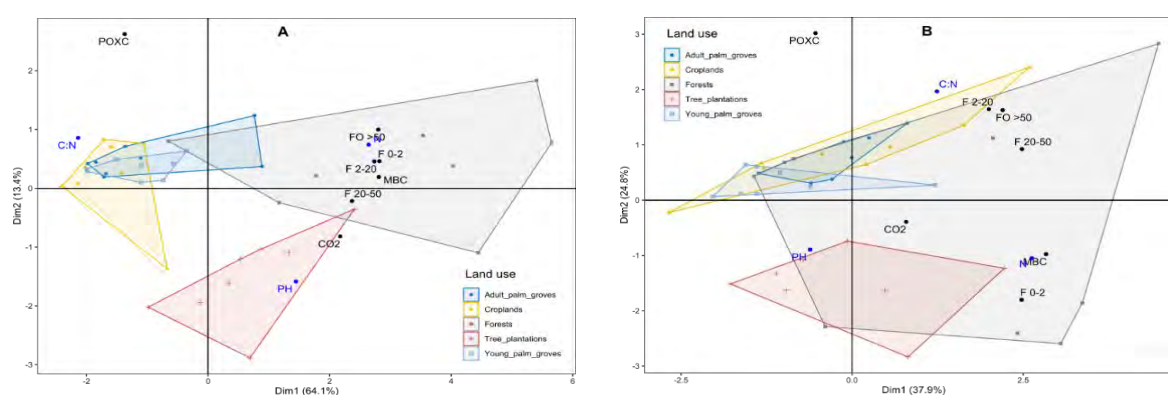 A
POXC
2
1
0
-1
-2
-3
C:N
FO >50
N
F 0-2
F 2-20
MBC
F 20-50
CO2
PH
Dim2 (13.4%)
Land use
Adult_palm_groves
Croplands
Forests
Tree_plantations
Young_palm_groves
-2 0 2 4 6
Dim1 (64.1%)
B
POXC
3
2
1
0
-1
-2
-3
-4
Land use
Adult_palm_groves
Croplands
Forests
Tree_plantations
Young_palm_groves
C:N
F 2-20
FO >50
F 20-50
CO2
PH
N
MBC
F 0-2
Dim2 (24.8%)
-2.5 0.0 2.5
Dim1 (37.9%)